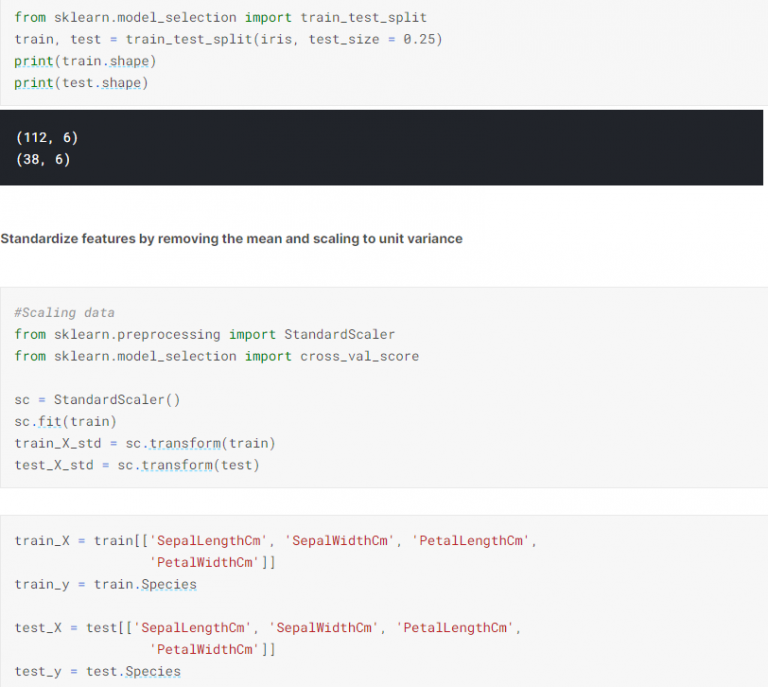 from sklearn.model_selection import train_test_split
train, test = train_test_split(iris, test_size = 0.25)
print(train.shape)
print(test.shape)
(112, 6)
(38, 6)
Standardize features by removing the mean and scaling to unit variance
#Scaling data
from sklearn.preprocessing import StandardScaler
from sklearn.model_selection import cross_val_score
sc = StandardScaler()
sc.fit(train)
train_X_std = sc.transform(train)
test_X_std = sc.transform(test)
train_X = train[['SepalLengthCm', 'SepalWidthCm', 'PetalLengthCm',
'PetalWidthCm']]
train_y = train.Species
test_X = test[['SepalLengthCm', 'SepalWidthCm', 'PetalLengthCm',
'PetalWidthCm']]
test_y = test.Species